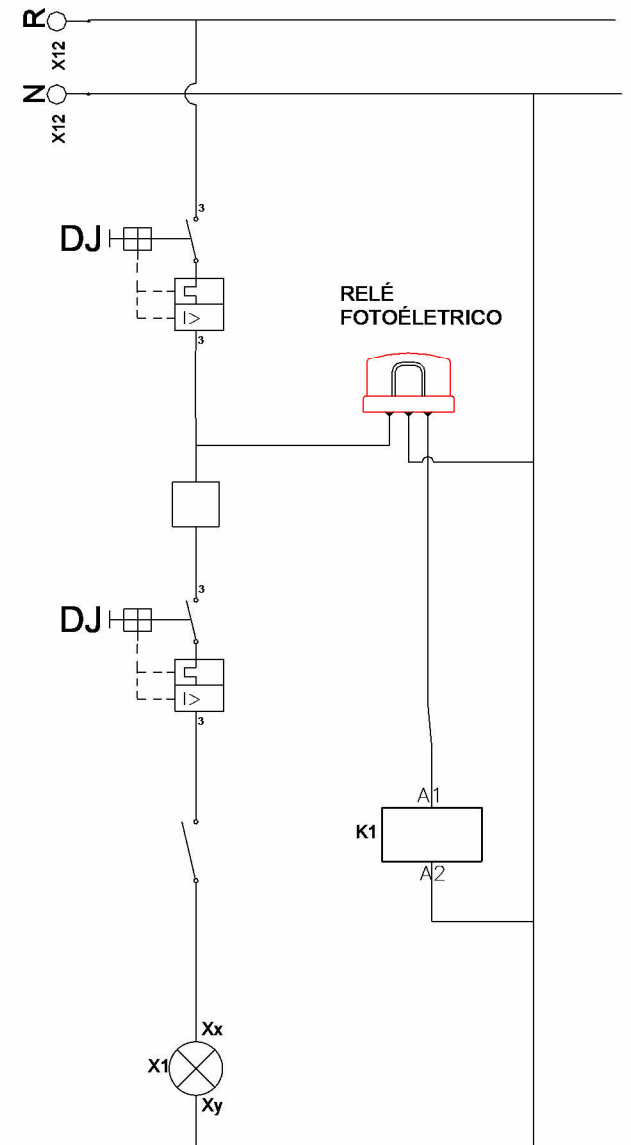 R
X12
N
X12
3
DJ
I>
3
RELÉ
FOTOÉLETRICO
3
DJ
I>
3
A1
K1
A2
Xx
X1
Xy